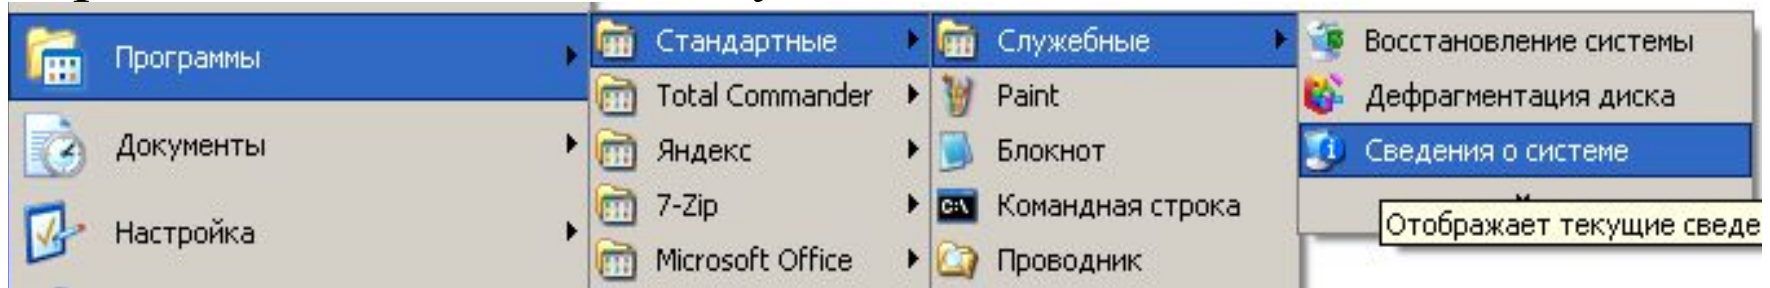 Программы
Документы
Настройка
Стандартные
Total Commander
Яндекс
7-Zip
Microsoft Office
Служебные
Paint
Блокнот
Командная строка
Проводник
Восстановление системы
Дефрагментация диска
Сведения о системе
Отображает текущие сведе